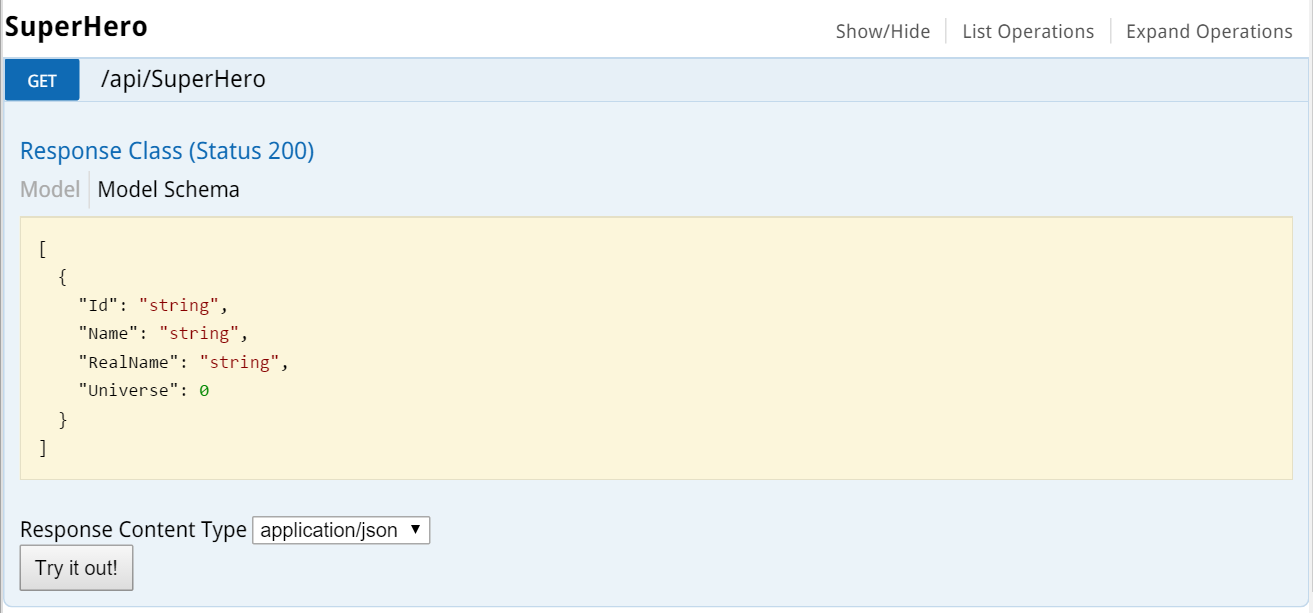 SuperHero
Show/Hide
List Operations
Expand Operations
GET
/api/SuperHero
Response Class (Status 200)
Model
Model Schema
[
  {
    "Id": "string",
    "Name": "string",
    "RealName": "string",
    "Universe": 0
  }
]
Response Content Type application/json
Try it out!